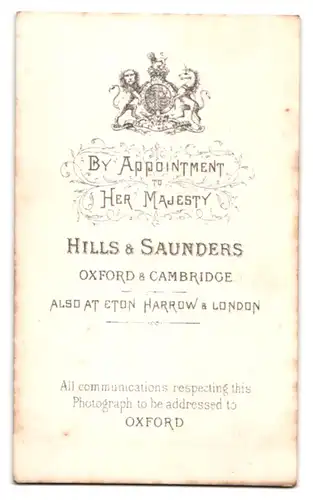 BY APPOINTMENT
TO
HER MAJESTY
HILLS & SAUNDERS
OXFORD & CAMBRIDGE
ALSO AT ETON HARROW & LONDON
All communications respecting this
Photograph to be addressed to
OXFORD